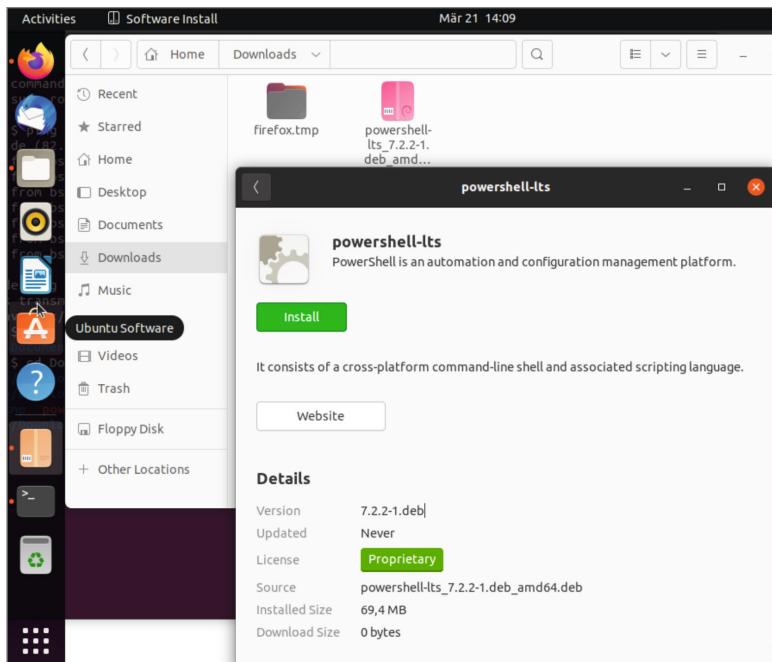 Activities
Software Install
Mär 21 14:09
Home
Downloads
Recent
Starred
Home
Desktop
Documents
Downloads
Music
Videos
Trash
Floppy Disk
Other Locations
Ubuntu Software
firefox.tmp
powershell-
lts_7.2.2-1.
deb_amd...
powershell-lts
powershell-lts
PowerShell is an automation and configuration management platform.
Install
It consists of a cross-platform command-line shell and associated scripting language.
Website
Details
Version 7.2.2-1.deb
Updated Never
License Proprietary
Source powershell-lts_7.2.2-1.deb_amd64.deb
Installed Size 69,4 MB
Download Size 0 bytes